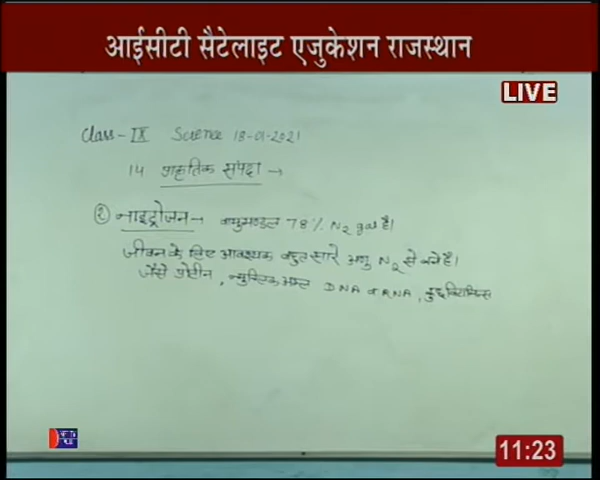 आईसीटी सैटेलाइट एजुकेशन राजस्थान
LIVE
Class-IX Science 18-01-2021
14 प्राकृतिक संपदा →
② नाइट्रोजन → वायुमण्डल 78% N₂ gas है।
जीवन के लिए आवश्यक बहुत सारे अणु N₂ से बने है।
जैसे प्रोटीन, न्युक्लिक अम्ल DNA व RNA, कुछ विटामिन्स
11:23